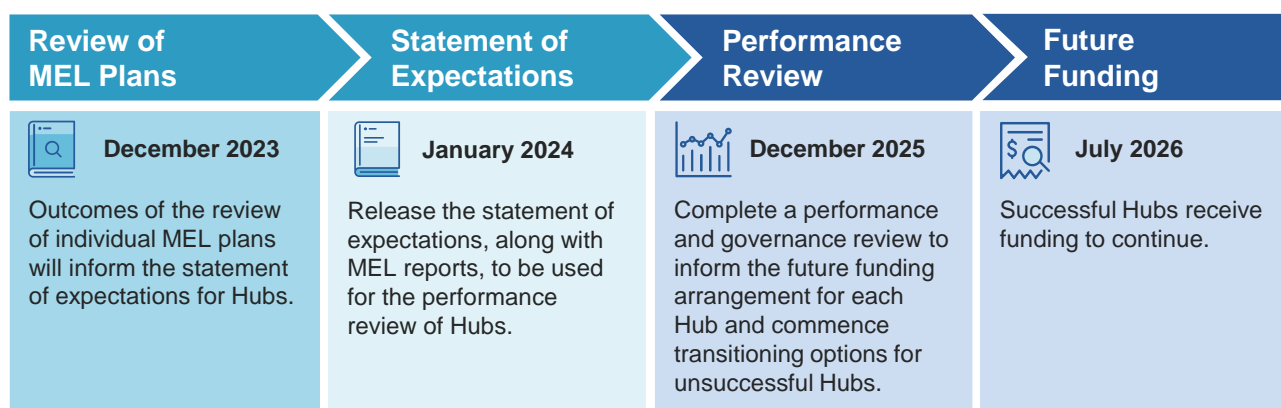 Review of
MEL Plans
Statement of
Expectations
Performance
Review
Future
Funding
December 2023
Outcomes of the review
of individual MEL plans
will inform the statement
of expectations for Hubs.
January 2024
Release the statement of
expectations, along with
MEL reports, to be used
for the performance
review of Hubs.
December 2025
Complete a performance
and governance review to
inform the future funding
arrangement for each
Hub and commence
transitioning options for
unsuccessful Hubs.
$
July 2026
Successful Hubs receive
funding to continue.